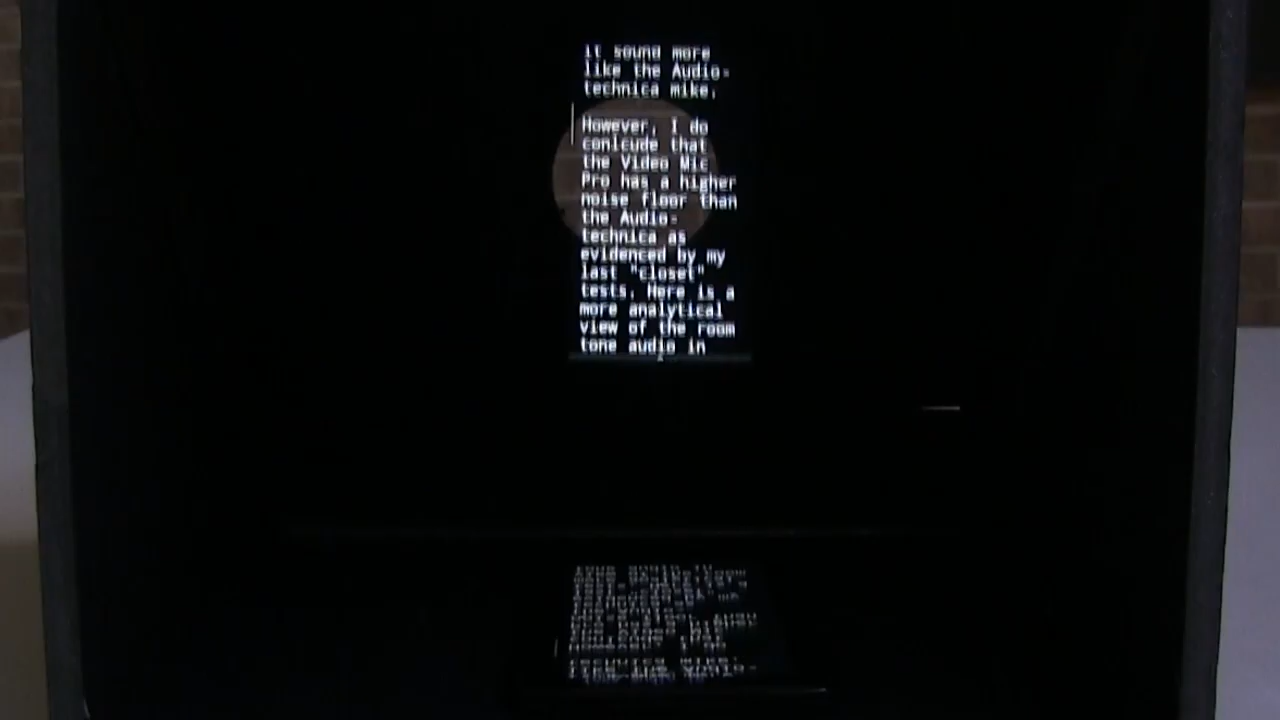 it sound more
like the Audio-
technica mike.
However, I do
conlcude that
the Video Mic
Pro has a higher
noise floor than
the Audio-
technica as
evidenced by my
last "closet"
tests. Here is a
more analytical
view of the room
tone audio in